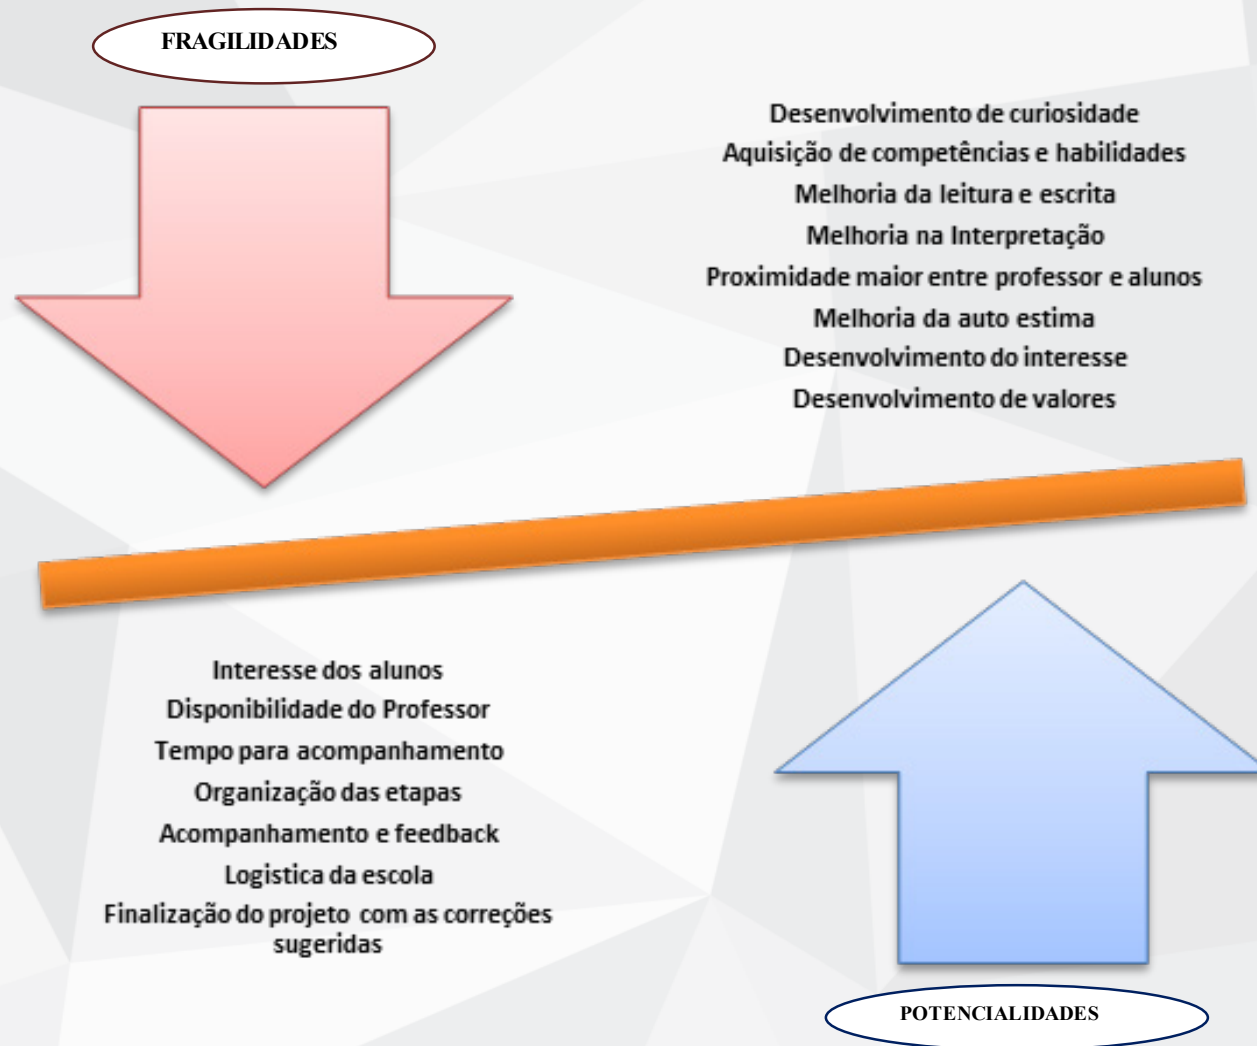 FRAGILIDADES
Desenvolvimento de curiosidade
Aquisição de competências e habilidades
Melhoria da leitura e escrita
Melhoria na Interpretação
Proximidade maior entre professor e alunos
Melhoria da auto estima
Desenvolvimento do interesse
Desenvolvimento de valores
Interesse dos alunos
Disponibilidade do Professor
Tempo para acompanhamento
Organização das etapas
Acompanhamento e feedback
Logistica da escola
Finalização do projeto com as correções
sugeridas
POTENCIALIDADES